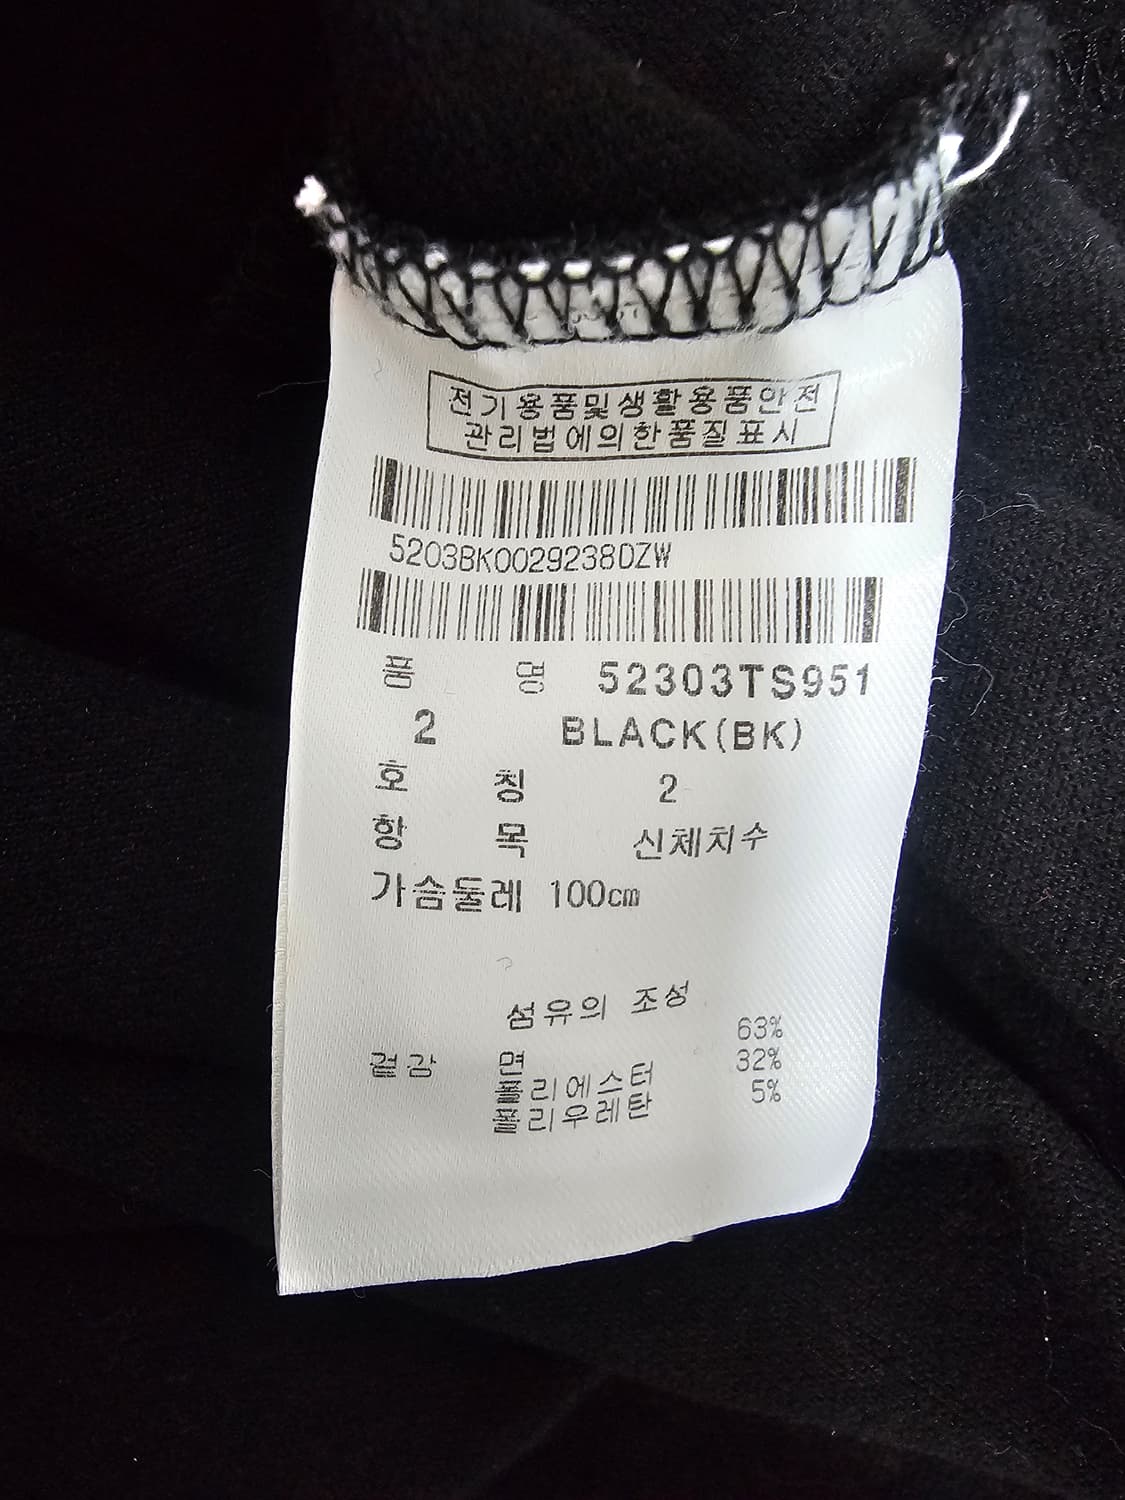 전기용품및생활용품안전
관리법에의한품질표시
5203BK0029238DZW
품 명 52303TS951
2 BLACK(BK)
호 칭 2
항 목 신체치수
가슴둘레 100cm
섬유의 조성
겉감 면 63%
폴리에스터 32%
폴리우레탄 5%